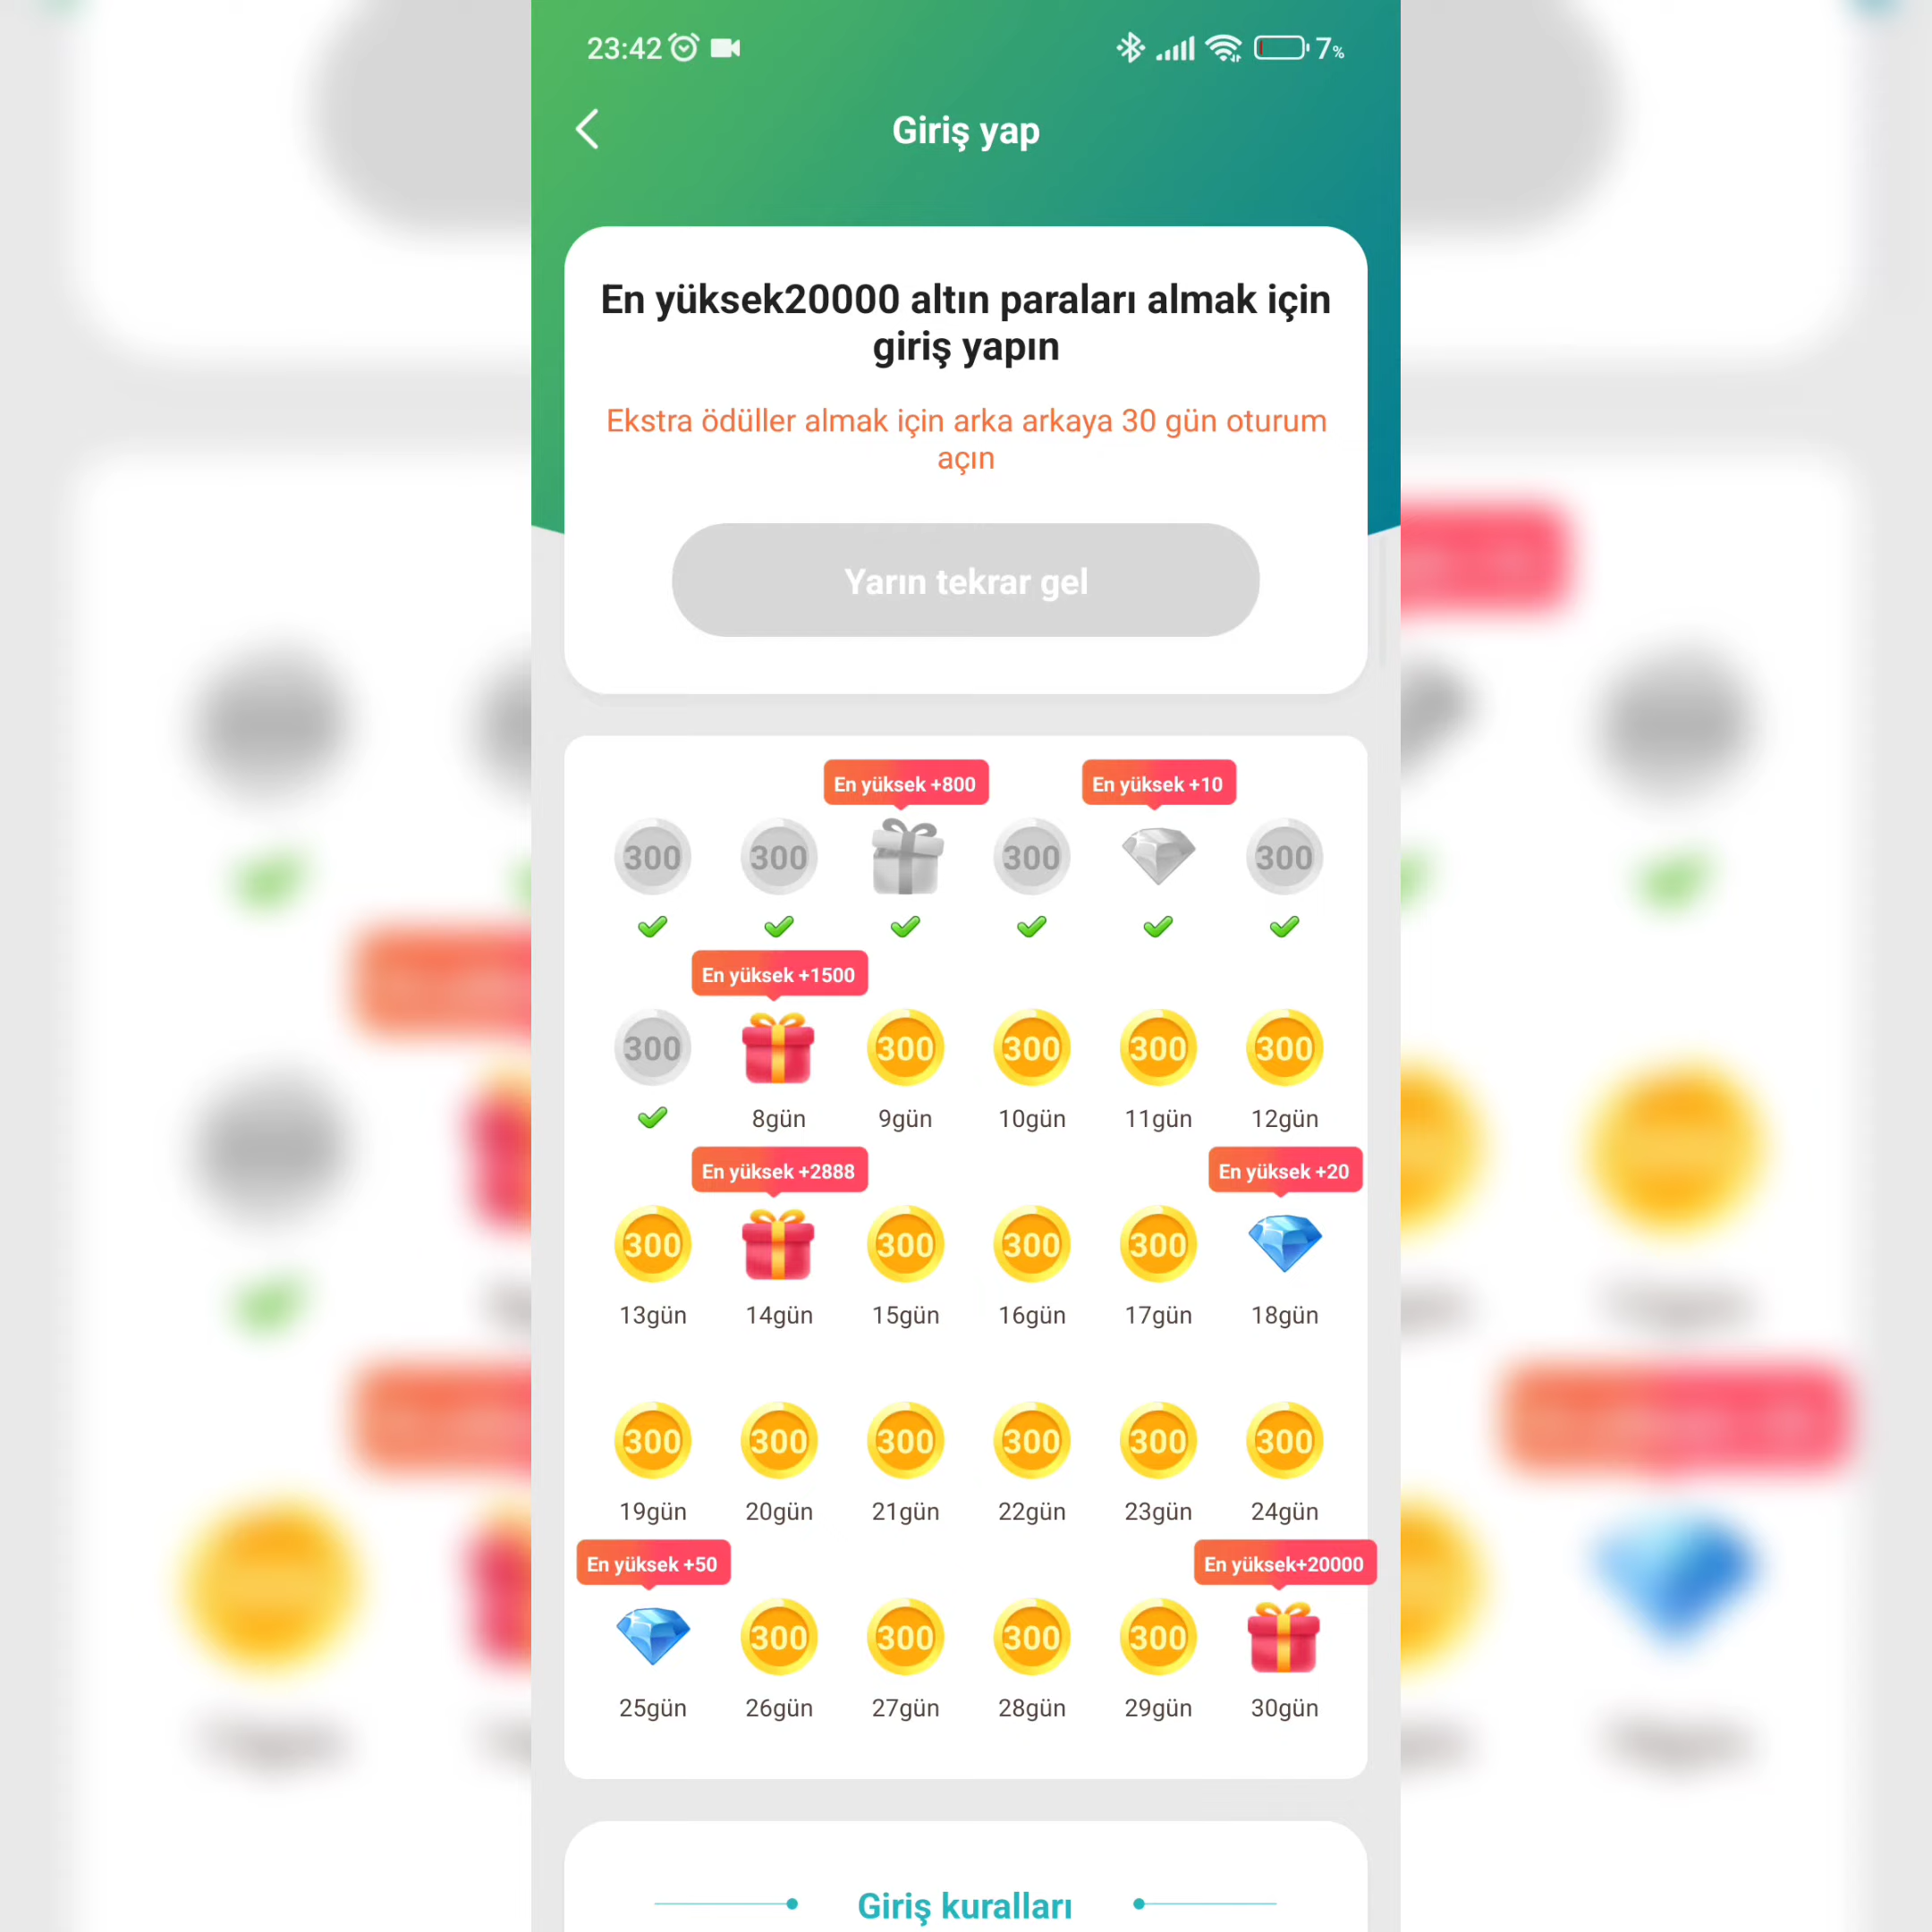 23:42
7%
Giriş yap
En yüksek20000 altın paraları almak için
giriş yapın
Ekstra ödüller almak için arka arkaya 30 gün oturum
açın
Yarın tekrar gel
En yüksek +800 En yüksek +10
300 300 300 300
En yüksek +1500
300 300 300 300 300
8gün 9gün 10gün 11gün 12gün
En yüksek +2888 En yüksek +20
300 300 300 300
13gün 14gün 15gün 16gün 17gün 18gün
300 300 300 300 300 300
19gün 20gün 21gün 22gün 23gün 24gün
En yüksek +50 En yüksek+20000
300 300 300 300
25gün 26gün 27gün 28gün 29gün 30gün
Giriş kuralları